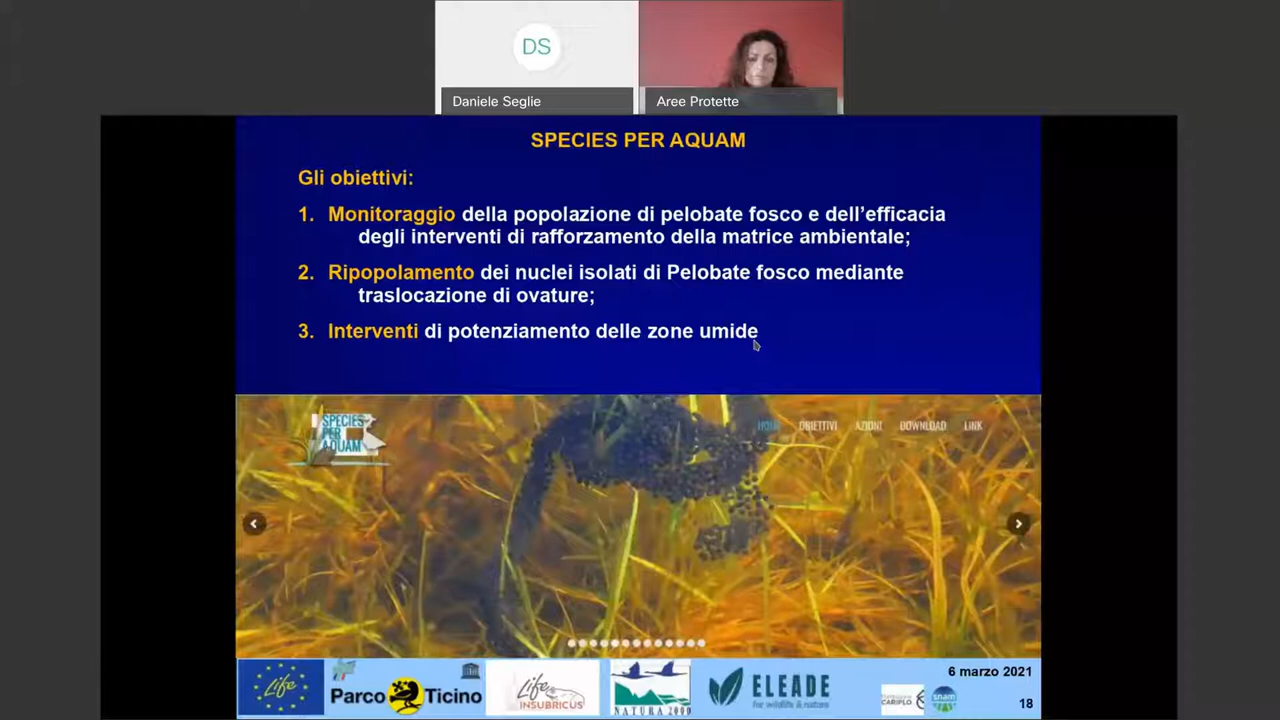 DS
Daniele Seglie
Aree Protette
SPECIES PER AQUAM
Gli obiettivi:
1. Monitoraggio della popolazione di pelobate fosco e dell’efficacia
degli interventi di rafforzamento della matrice ambientale;
2. Ripopolamento dei nuclei isolati di Pelobate fosco mediante
traslocazione di ovature;
3. Interventi di potenziamento delle zone umide
SPECIES
PER
AQUAM
HOME OBIETTIVI AZIONI DOWNLOAD LINK
Life
Parco Ticino
Life
INSUBRICUS
NATURA 2000
ELEADE
for wildlife & nature
CARIPLO
snam
6 marzo 2021
18